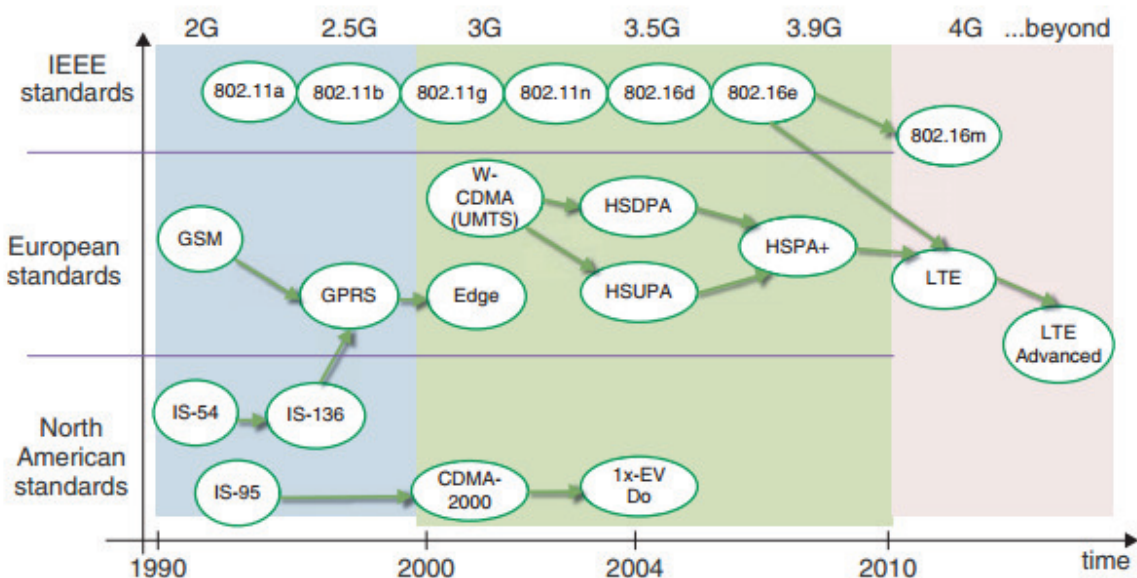 2G 2.5G 3G 3.5G 3.9G 4G ...beyond
IEEE
standards
802.11a 802.11b 802.11g 802.11n 802.16d 802.16e
802.16m
European
standards
GSM
W-
CDMA
(UMTS)
HSDPA
HSPA+
GPRS
Edge
HSUPA
LTE
LTE
Advanced
North
American
standards
IS-54
IS-136
IS-95
CDMA-
2000
1x-EV
Do
1990 2000 2004 2010 time